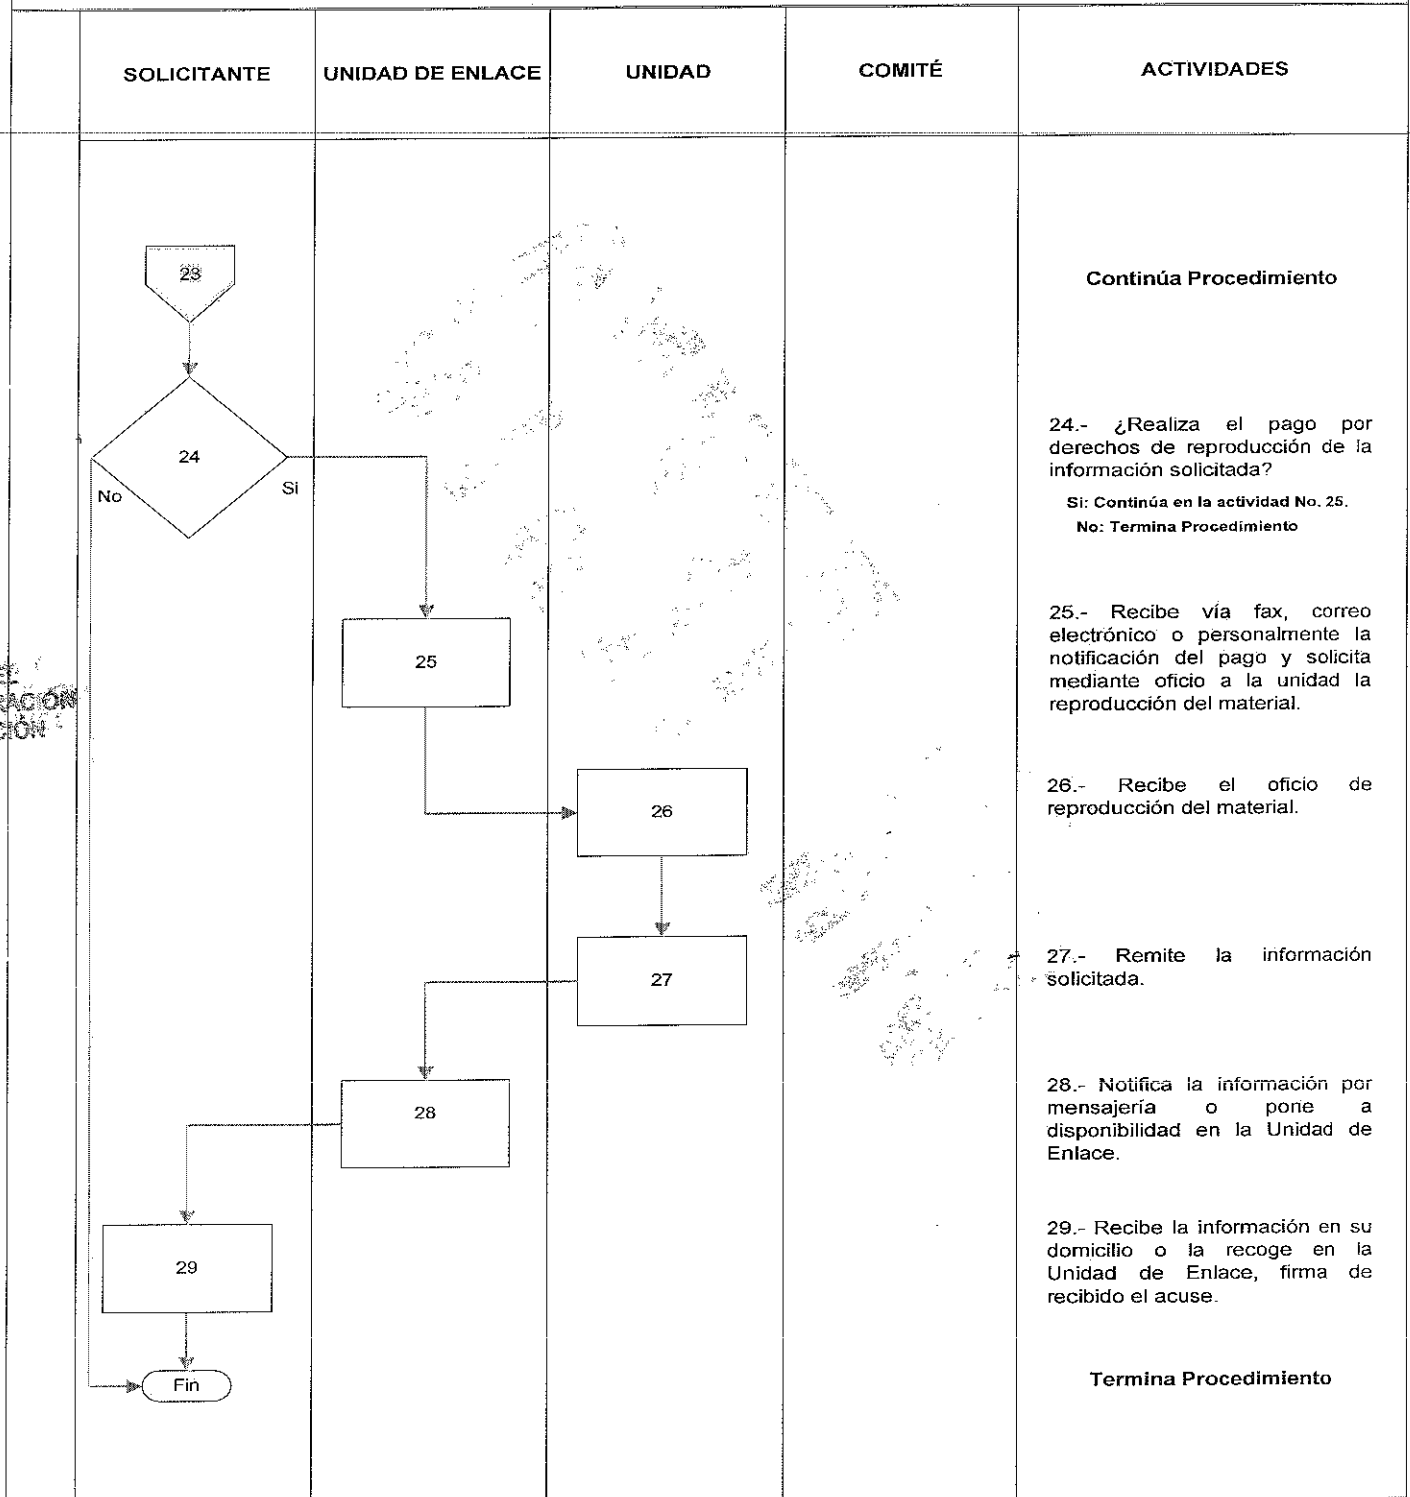 SOLICITANTE UNIDAD DE ENLACE UNIDAD COMITÉ ACTIVIDADES
23
Continúa Procedimiento
24
No
Si
24.- ¿Realiza el pago por
derechos de reproducción de la
información solicitada?
Si: Continúa en la actividad No. 25.
No: Termina Procedimiento
25
25.- Recibe vía fax, correo
electrónico o personalmente la
notificación del pago y solicita
mediante oficio a la unidad la
reproducción del material.
RACIÓN
CIÓN
26
26.- Recibe el oficio de
reproducción del material.
27
27.- Remite la información
solicitada.
28
28.- Notifica la información por
mensajería o pone a
disponibilidad en la Unidad de
Enlace.
29
29.- Recibe la información en su
domicilio o la recoge en la
Unidad de Enlace, firma de
recibido el acuse.
Fin
Termina Procedimiento